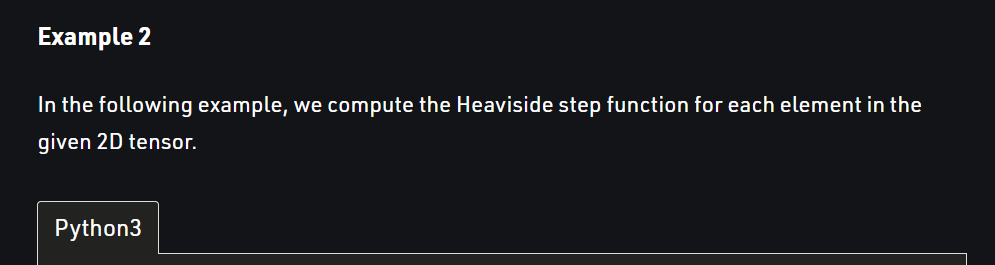 Example 2
In the following example, we compute the Heaviside step function for each element in the
given 2D tensor.
Python3